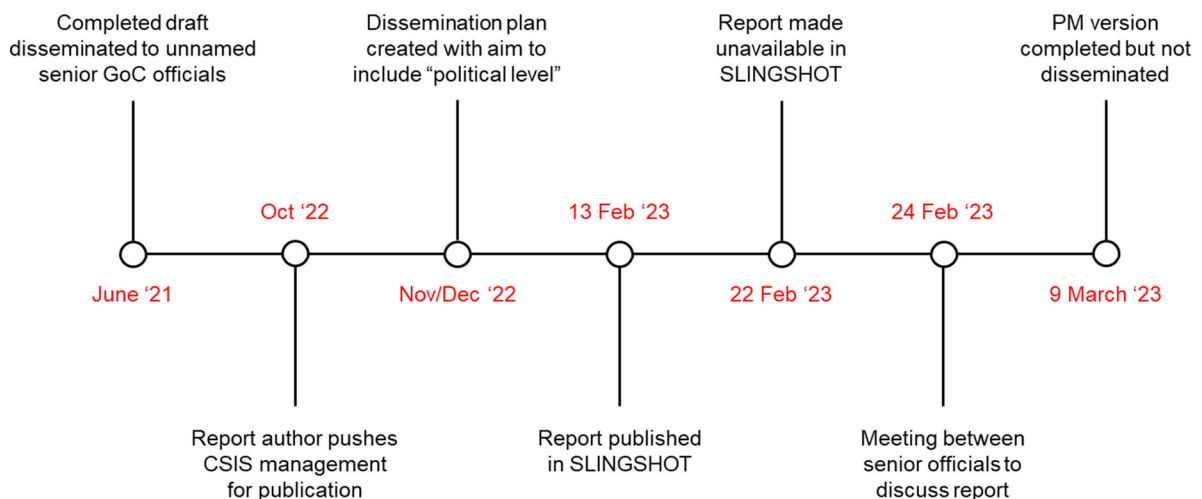 Completed draft
disseminated to unnamed
senior GoC officials
Dissemination plan
created with aim to
include “political level”
Report made
unavailable in
SLINGSHOT
PM version
completed but not
disseminated
Oct ‘22
13 Feb ‘23
24 Feb ‘23
June ‘21
Nov/Dec ‘22
22 Feb ‘23
9 March ‘23
Report author pushes
CSIS management
for publication
Report published
in SLINGSHOT
Meeting between
senior officials to
discuss report